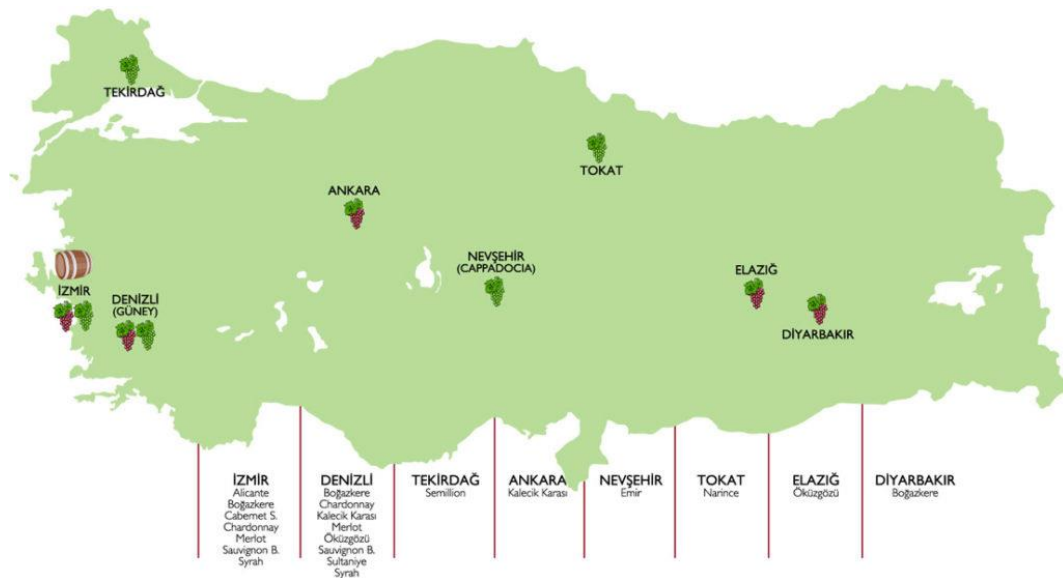 TEKİRDAĞ
TOKAT
ANKARA
NEVŞEHİR
(CAPPADOCIA)
ELAZIĞ
İZMİR
DENİZLİ
(GÜNEY)
DİYARBAKIR
İZMİR
Alicante
Boğazkere
Cabernet S.
Chardonnay
Merlot
Sauvignon B.
Syrah
DENİZLİ
Boğazkere
Chardonnay
Kalecik Karası
Merlot
Öküzgözü
Sauvignon B.
Sultaniye
Syrah
TEKİRDAĞ
Semillion
ANKARA
Kalecik Karası
NEVŞEHİR
Emir
TOKAT
Narince
ELAZIĞ
Öküzgözü
DİYARBAKIR
Boğazkere